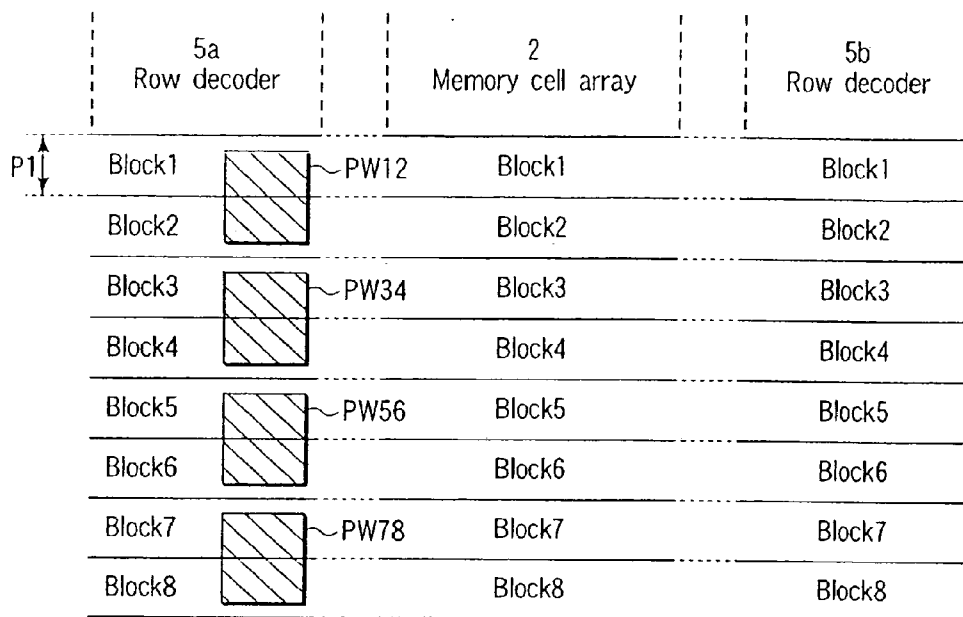 5a 2 5b
Row decoder Memory cell array Row decoder
P1 Block1 PW12 Block1 Block1
Block2 Block2 Block2
Block3 PW34 Block3 Block3
Block4 Block4 Block4
Block5 PW56 Block5 Block5
Block6 Block6 Block6
Block7 PW78 Block7 Block7
Block8 Block8 Block8